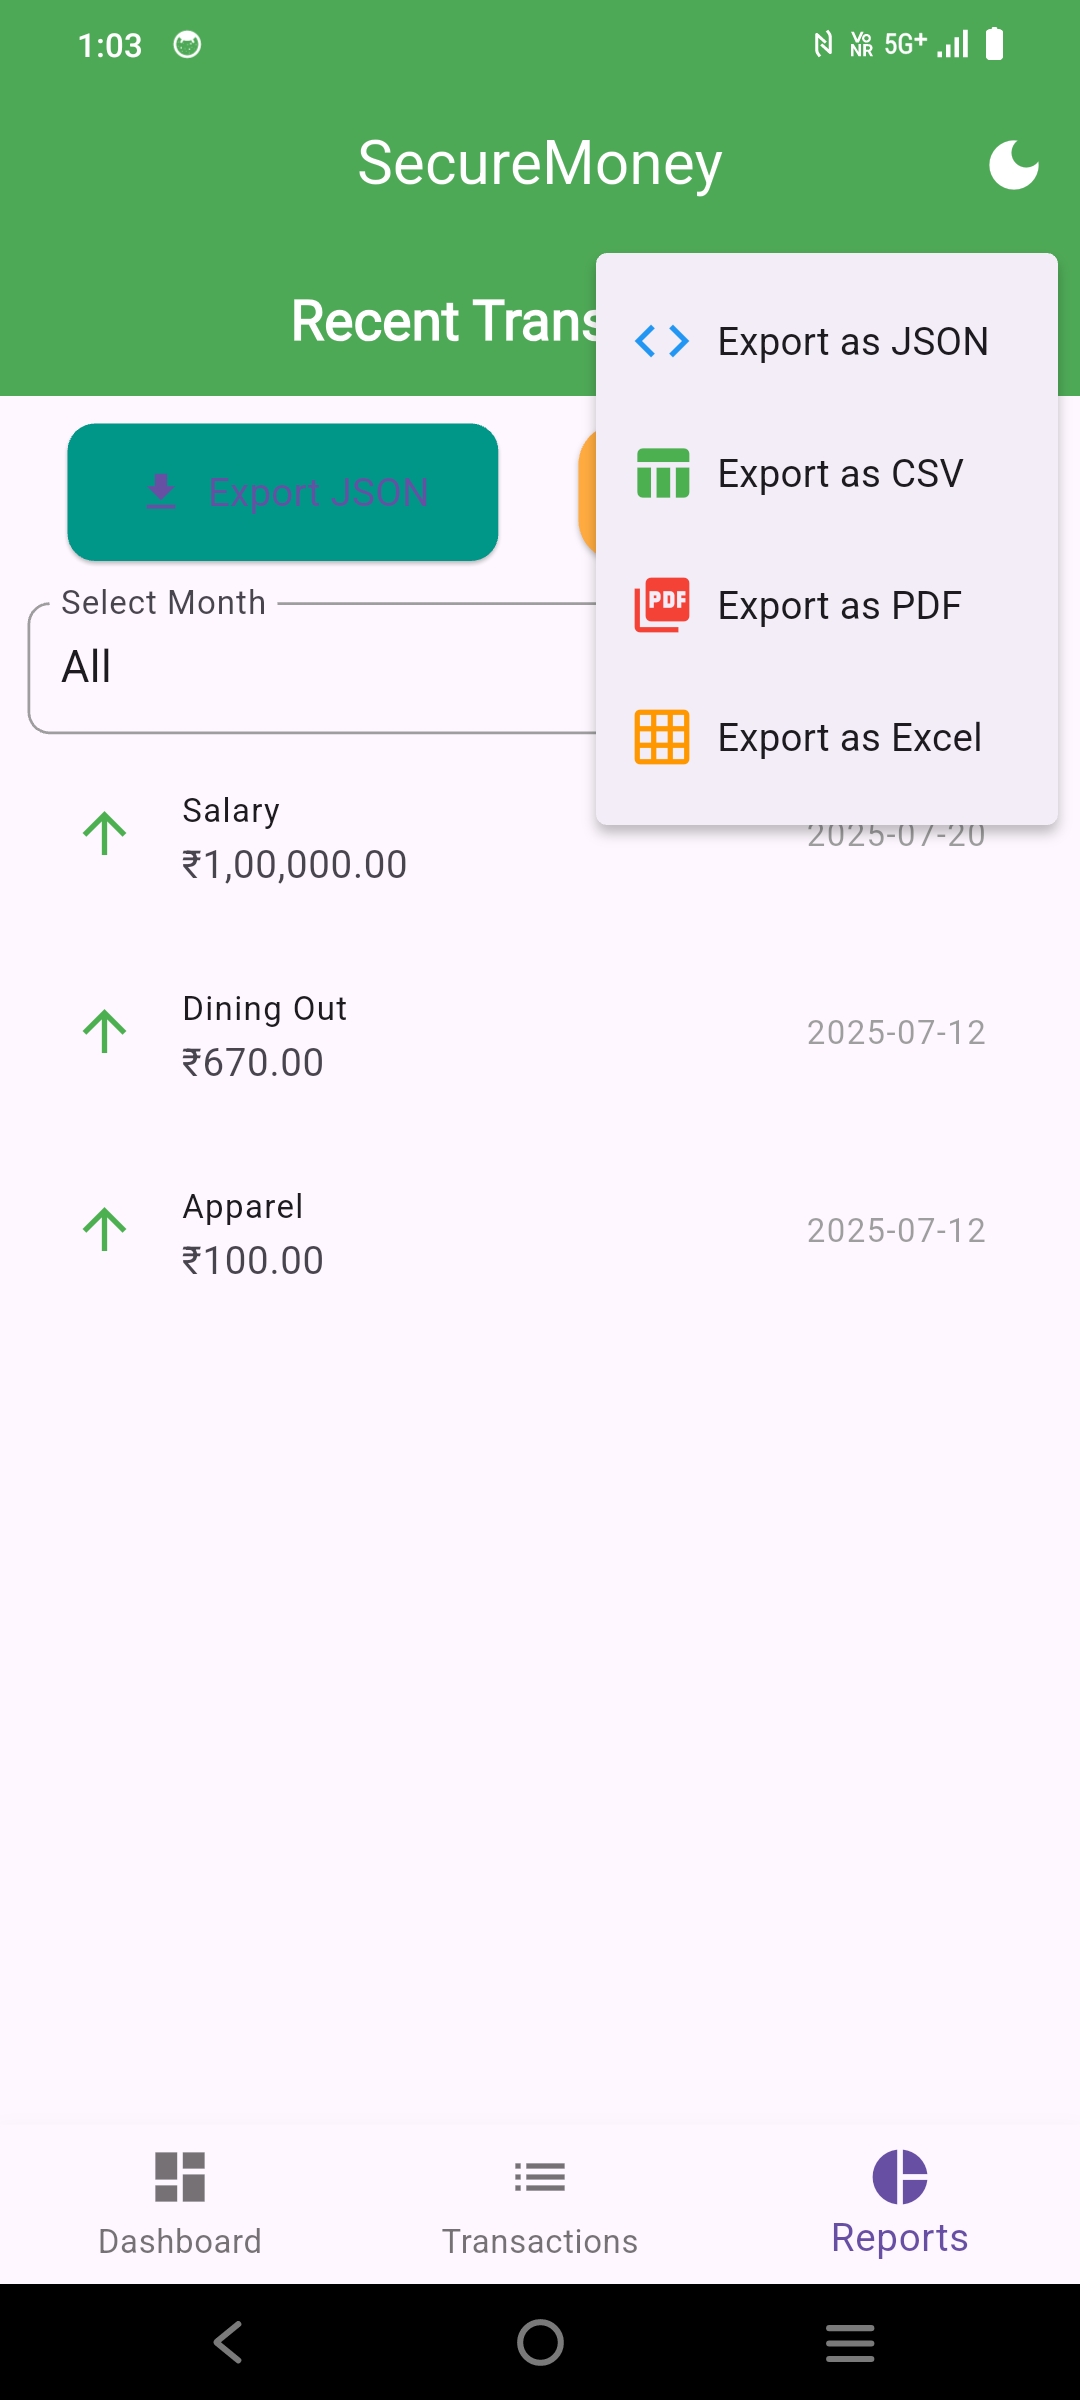 1:03
Vo
NR
5G+
SecureMoney
Recent Trans
Export as JSON
Export as CSV
Export as PDF
PDF
Export as Excel
Export JSON
Select Month
All
Salary
₹1,00,000.00
2025-07-20
Dining Out
₹670.00
2025-07-12
Apparel
₹100.00
2025-07-12
Dashboard
Transactions
Reports